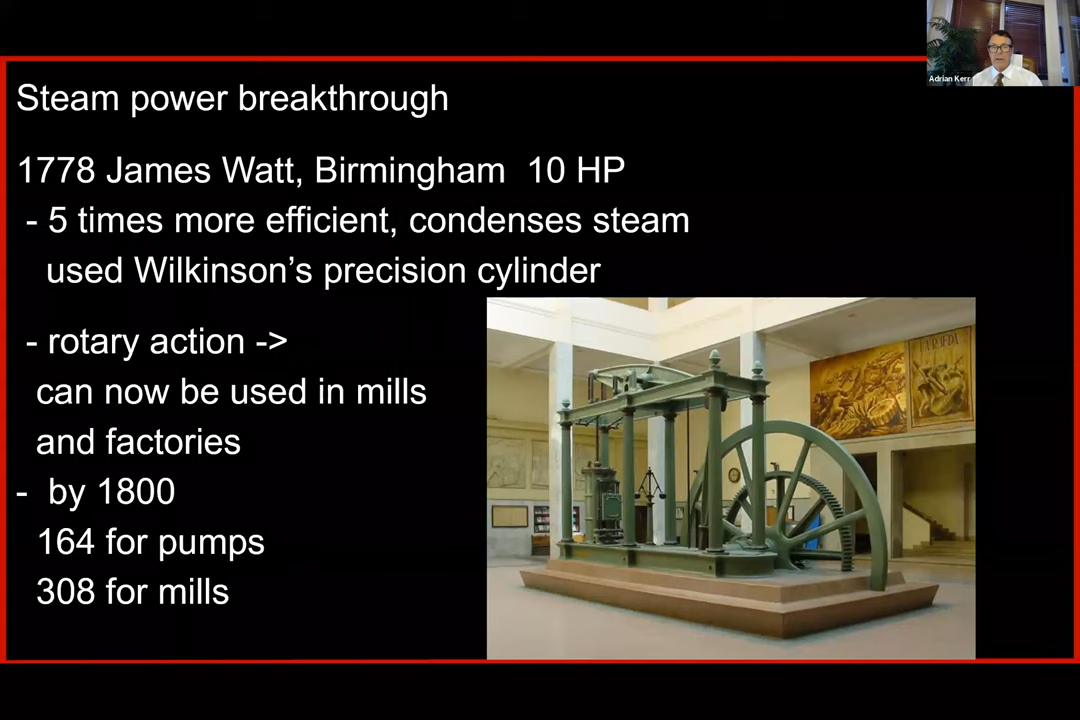 Steam power breakthrough
1778 James Watt, Birmingham 10 HP
- 5 times more efficient, condenses steam
used Wilkinson’s precision cylinder
- rotary action ->
can now be used in mills
and factories
- by 1800
164 for pumps
308 for mills
Adrian Kerr
LA RUEDA